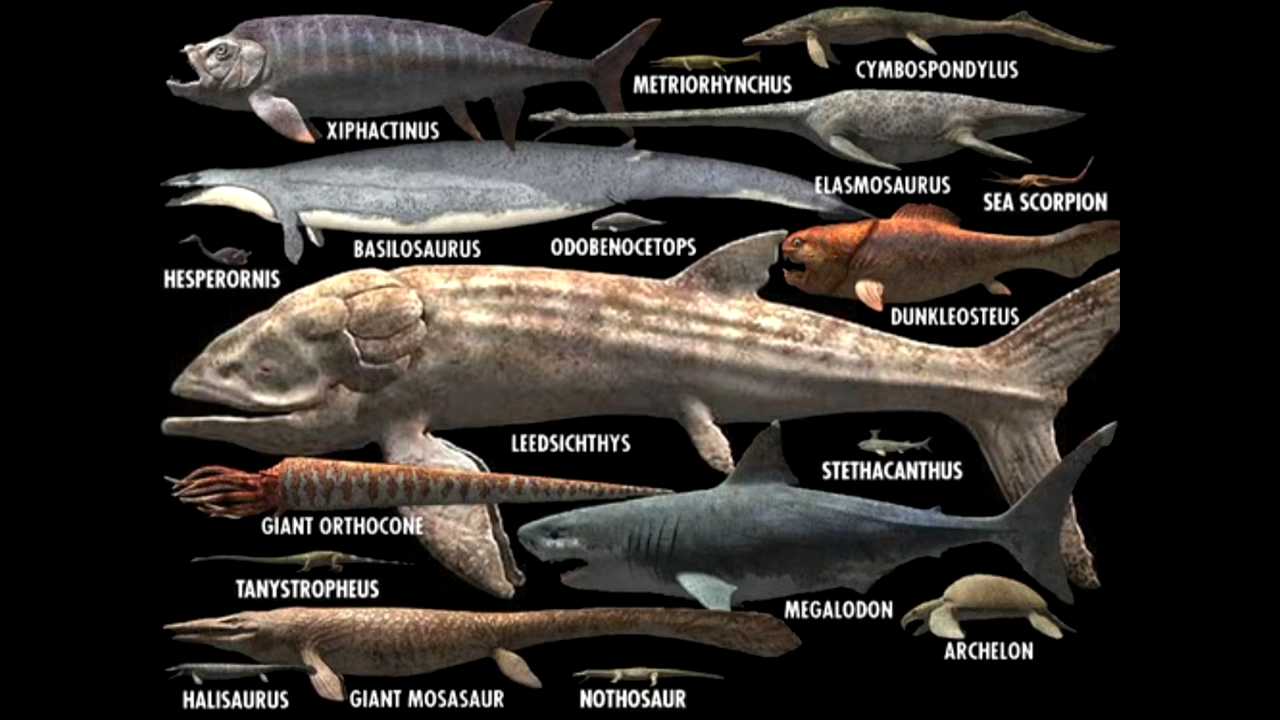 METRIORHYNCHUS
CYMBOSPONDYLUS
XIPHACTINUS
ELASMOSAURUS
SEA SCORPION
BASILOSAURUS
ODOBENOCETOPS
HESPERORNIS
DUNKLEOSTEUS
LEEDSICHTHYS
STETHACANTHUS
GIANT ORTHOCONE
TANYSTROPHEUS
MEGALODON
ARCHELON
HALISAURUS
GIANT MOSASAUR
NOTHOSAUR